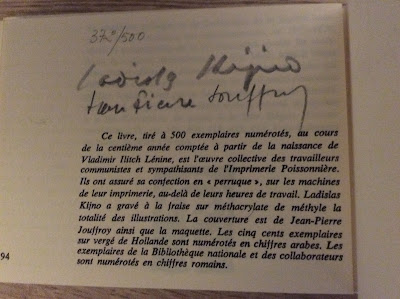 372/500
Ladislas Kijno
Jean Pierre Jouffroy
Ce livre, tiré à 500 exemplaires numérotés, au cours
de la centième année comptée à partir de la naissance de
Vladimir Ilitch Lénine, est l'œuvre collective des travailleurs
communistes et sympathisants de l'Imprimerie Poissonnière.
Ils ont assuré sa confection en « perruque », sur les machines
de leur imprimerie, au-delà de leurs heures de travail. Ladislas
Kijno a gravé à la fraise sur méthacrylate de méthyle la
totalité des illustrations. La couverture est de Jean-Pierre
Jouffroy ainsi que la maquette. Les cinq cents exemplaires
sur vergé de Hollande sont numérotés en chiffres arabes. Les
exemplaires de la Bibliothèque nationale et des collaborateurs
sont numérotés en chiffres romains.
94